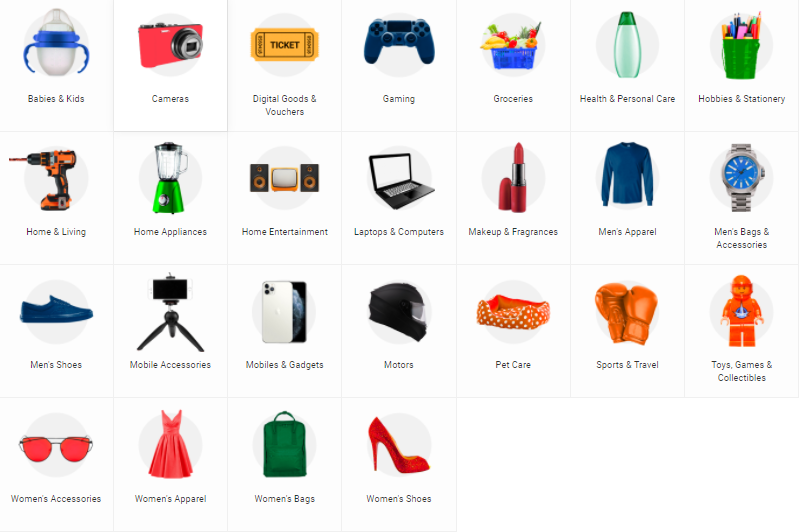 Babies & Kids
Cameras
TICKET
Digital Goods &
Vouchers
Gaming
Groceries
Health & Personal Care
Hobbies & Stationery
Home & Living
Home Appliances
Home Entertainment
Laptops & Computers
Makeup & Fragrances
Men's Apparel
Men's Bags &
Accessories
Men's Shoes
Mobile Accessories
Mobiles & Gadgets
Motors
Pet Care
Sports & Travel
Toys, Games &
Collectibles
Women's Accessories
Women's Apparel
Women's Bags
Women's Shoes